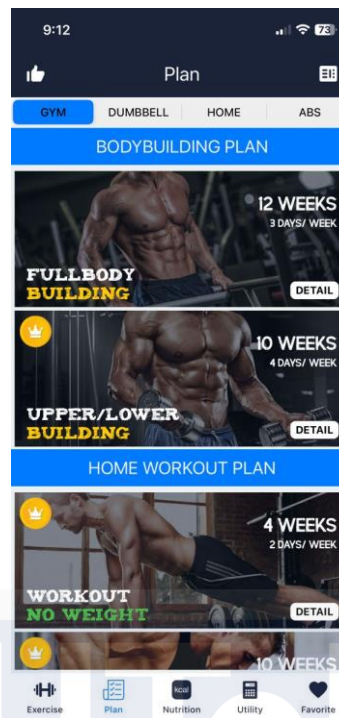 9:12
73
Plan
GYM
DUMBBELL
HOME
ABS
BODYBUILDING PLAN
12 WEEKS
3 DAYS/ WEEK
FULLBODY
BUILDING
DETAIL
10 WEEKS
4 DAYS/ WEEK
UPPER/LOWER
BUILDING
DETAIL
HOME WORKOUT PLAN
4 WEEKS
2 DAYS/ WEEK
WORKOUT
NO WEIGHT
DETAIL
10 WEEKS
kcal
Exercise
Plan
Nutrition
Utility
Favorite